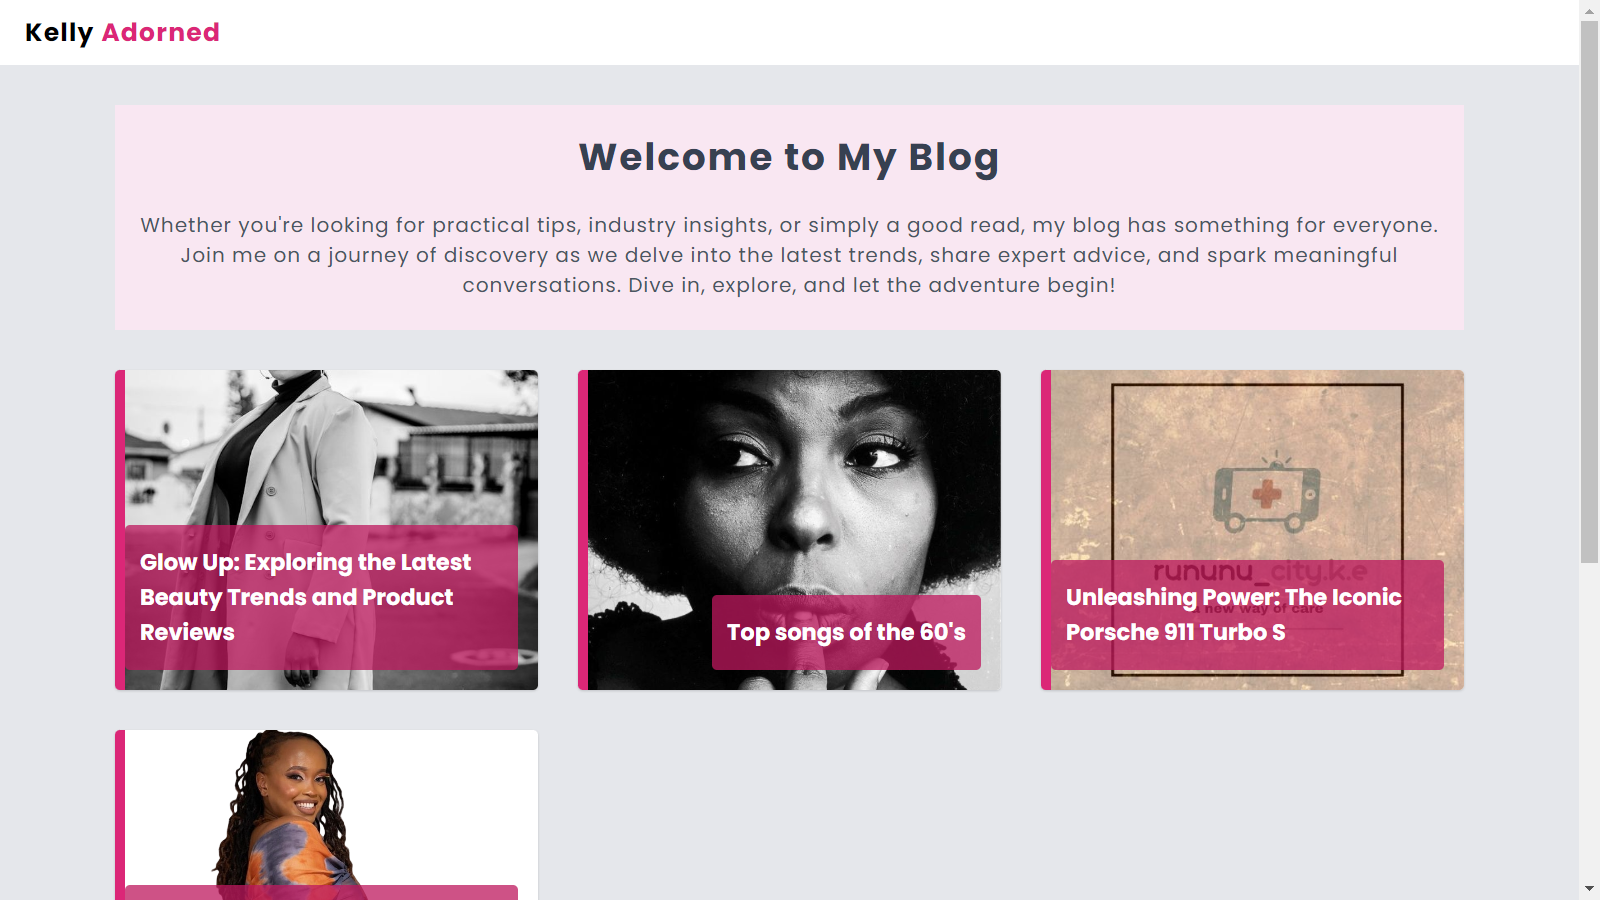 Kelly Adorned
Welcome to My Blog
Whether you're looking for practical tips, industry insights, or simply a good read, my blog has something for everyone.
Join me on a journey of discovery as we delve into the latest trends, share expert advice, and spark meaningful
conversations. Dive in, explore, and let the adventure begin!
Glow Up: Exploring the Latest
Beauty Trends and Product
Reviews
Top songs of the 60's
rununu_city.k.e
a new way of care
Unleashing Power: The Iconic
Porsche 911 Turbo S